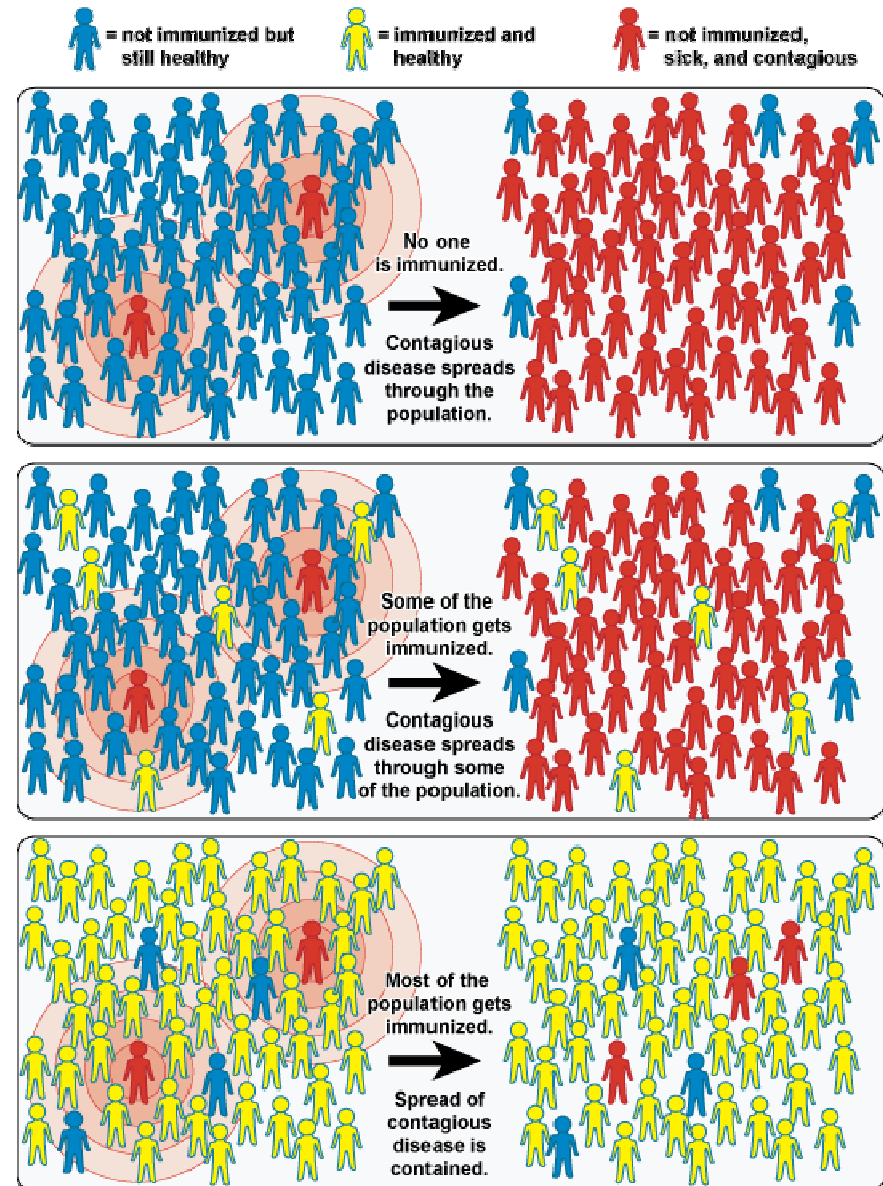 = not immunized but
still healthy
= immunized and
healthy
= not immunized,
sick, and contagious
No one
is immunized.
Contagious
disease spreads
through the
population.
Some of the
population gets
immunized.
Contagious
disease spreads
through some
of the population.
Most of the
population gets
immunized.
Spread of
contagious
disease is
contained.